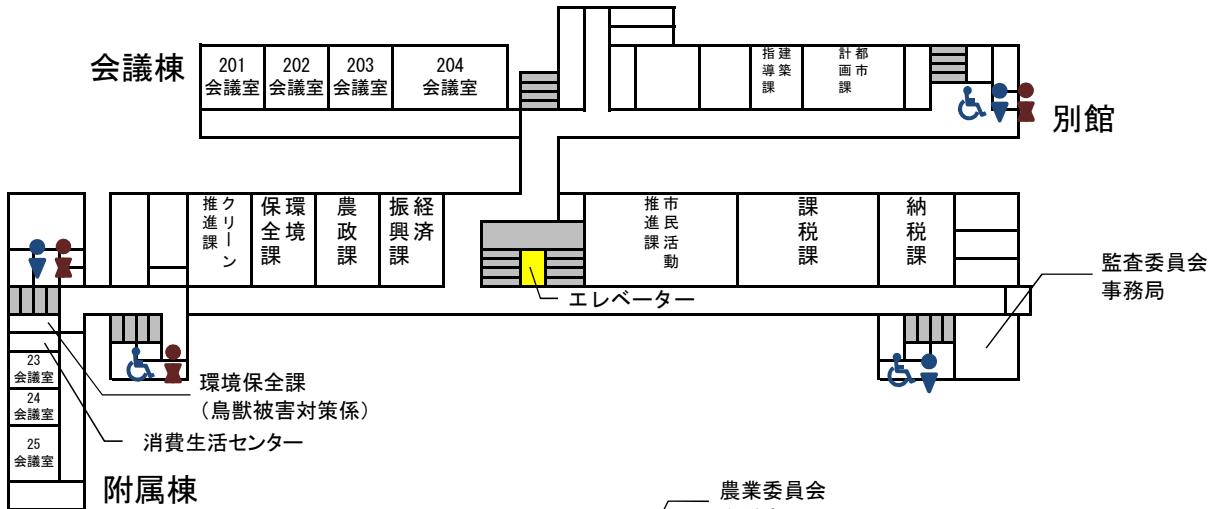 会議棟
201
会議室
202
会議室
203
会議室
204
会議室
建築
指導課
都市
計画課
別館
クリーン
推進課
環境
保全課
農政課
経済
振興課
市民活動
推進課
課税課
納税課
エレベーター
監査委員会
事務局
23
会議室
24
会議室
25
会議室
環境保全課
（鳥獣被害対策係）
消費生活センター
附属棟
農業委員会